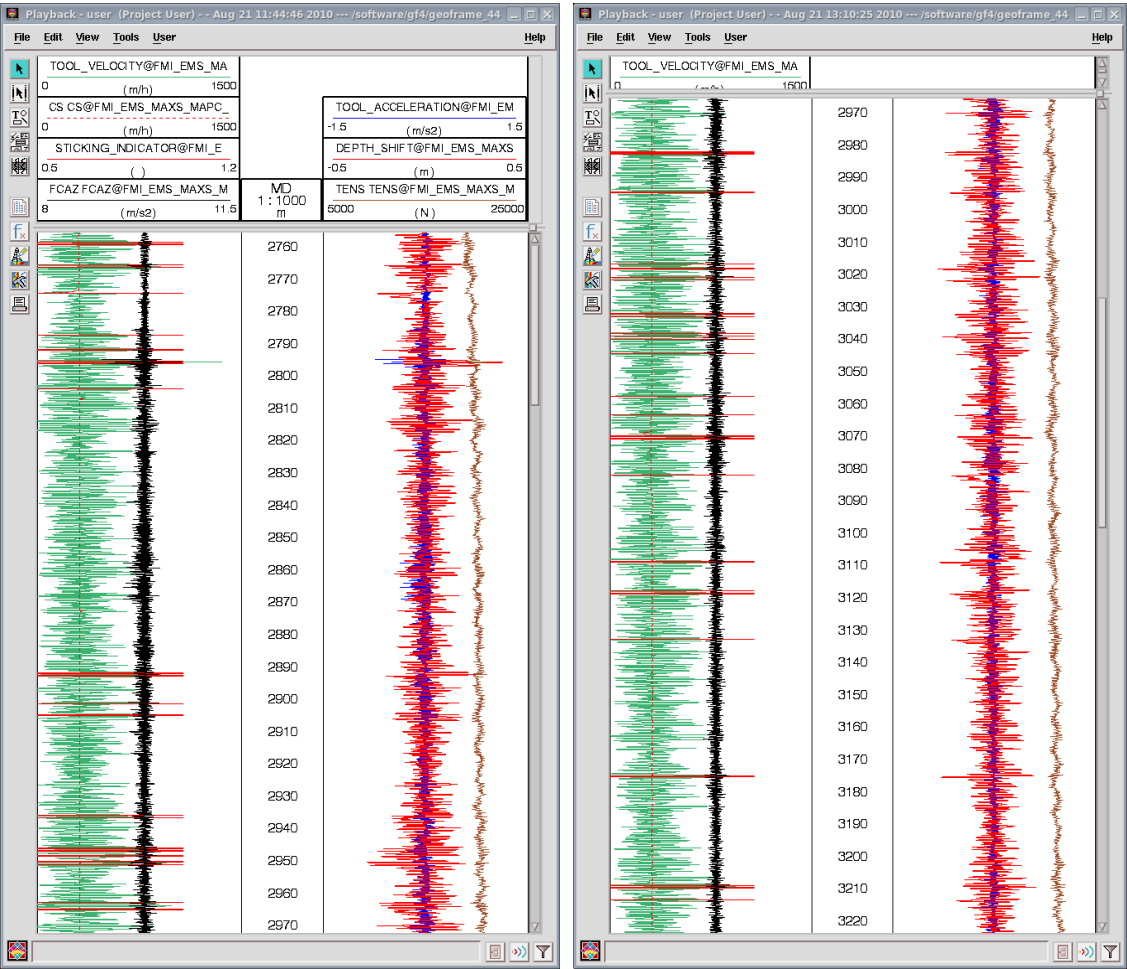 Playback - user (Project User) - - Aug 21 11:44:46 2010 --- /software/gf4/geoframe_44
File Edit View Tools User Help
TOOL_VELOCITY@FMI_EMS_MA
0 (m/h) 1500
CS CS@FMI_EMS_MAXS_MAPC_
0 (m/h) 1500
TOOL_ACCELERATION@FMI_EM
-1.5 (m/s2) 1.5
STICKING_INDICATOR@FMI_E
0.5 ( ) 1.2
DEPTH_SHIFT@FMI_EMS_MAXS
-0.5 (m) 0.5
FCAZ FCAZ@FMI_EMS_MAXS_M
8 (m/s2) 11.5
MD
1 : 1000
m
TENS TENS@FMI_EMS_MAXS_M
5000 (N) 25000
2760
2770
2780
2790
2800
2810
2820
2830
2840
2850
2860
2870
2880
2890
2900
2910
2920
2930
2940
2950
2960
2970
Playback - user (Project User) - - Aug 21 13:10:25 2010 --- /software/gf4/geoframe_44
File Edit View Tools User Help
TOOL_VELOCITY@FMI_EMS_MA
0 (m/h) 1500
2970
2980
2990
3000
3010
3020
3030
3040
3050
3060
3070
3080
3090
3100
3110
3120
3130
3140
3150
3160
3170
3180
3190
3200
3210
3220